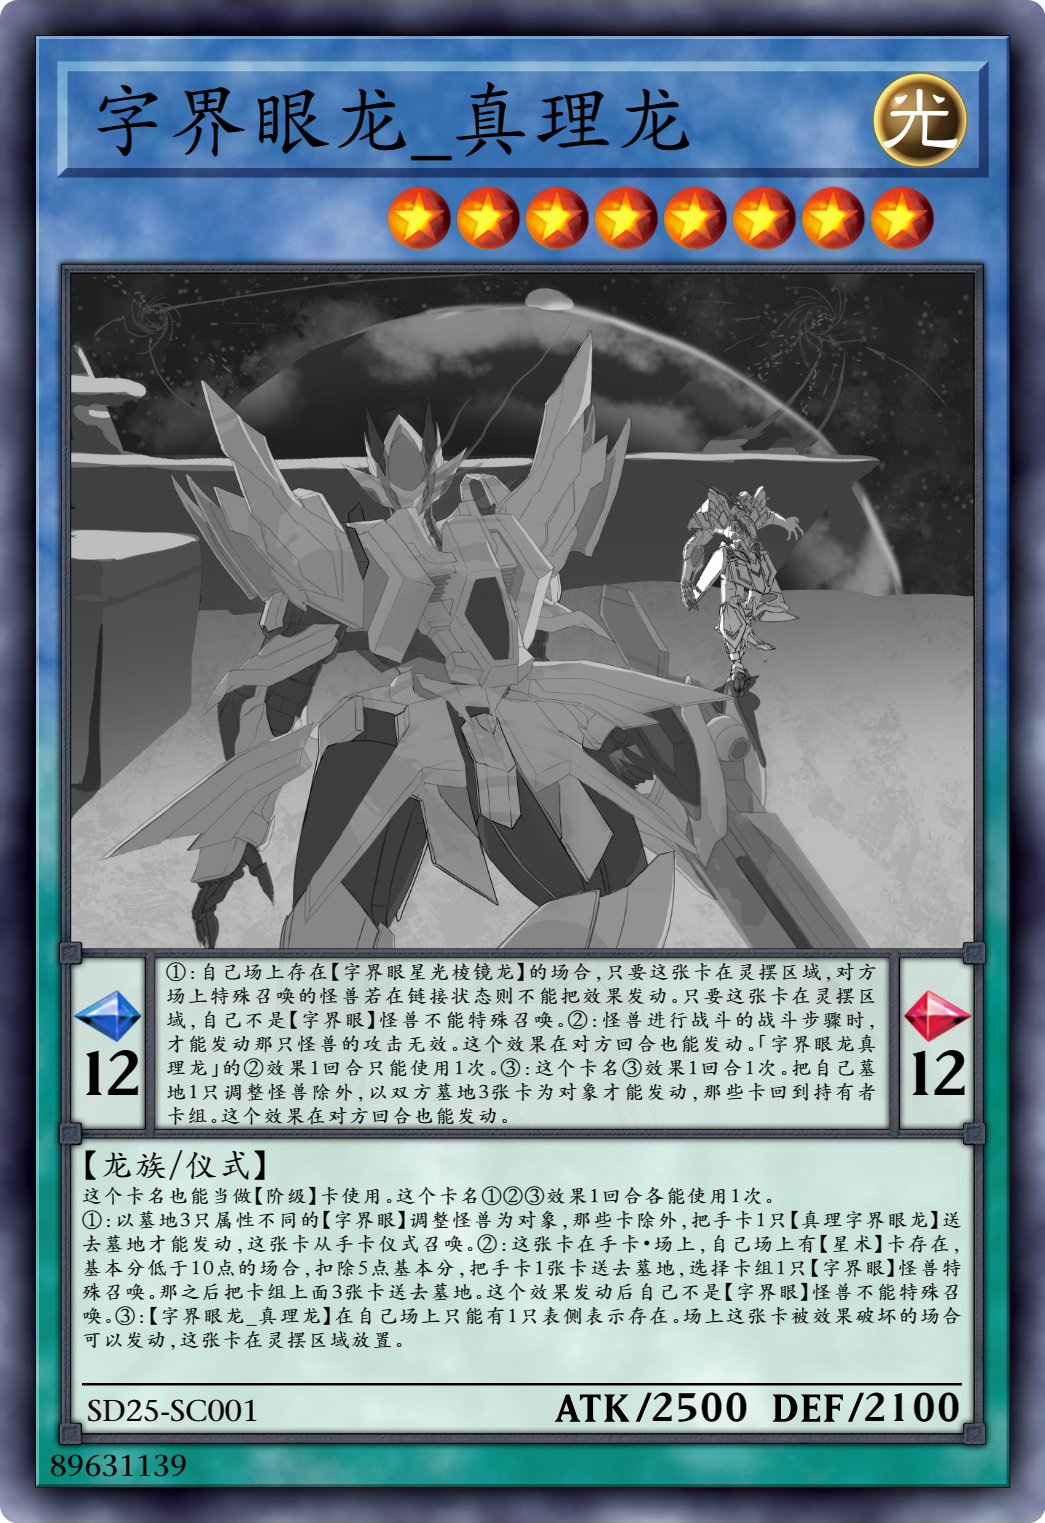 字界眼龙_真理龙
光
①:自己场上存在【字界眼星光棱镜龙】的场合,只要这张卡在灵摆区域,对方
场上特殊召唤的怪兽若在链接状态则不能把效果发动。只要这张卡在灵摆区
域,自己不是【字界眼】怪兽不能特殊召唤。②:怪兽进行战斗的战斗步骤时,
才能发动那只怪兽的攻击无效。这个效果在对方回合也能发动。「字界眼龙真
理龙」的②效果1回合只能使用1次。③:这个卡名③效果1回合1次。把自己墓
地1只调整怪兽除外,以双方墓地3张卡为对象才能发动,那些卡回到持有者
卡组。这个效果在对方回合也能发动。
12
12
【龙族/仪式】
这个卡名也能当做【阶级】卡使用。这个卡名①②③效果1回合各能使用1次。
①:以墓地3只属性不同的【字界眼】调整怪兽为对象,那些卡除外,把手卡1只【真理字界眼龙】送
去墓地才能发动,这张卡从手卡仪式召唤。②:这张卡在手卡•场上,自己场上有【星术】卡存在,
基本分低于10点的场合,扣除5点基本分,把手卡1张卡送去墓地,选择卡组1只【字界眼】怪兽特
殊召唤。那之后把卡组上面3张卡送去墓地。这个效果发动后自己不是【字界眼】怪兽不能特殊召
唤。③:【字界眼龙_真理龙】在自己场上只能有1只表侧表示存在。场上这张卡被效果破坏的场合
可以发动,这张卡在灵摆区域放置。
SD25-SC001
ATK/2500 DEF/2100
89631139